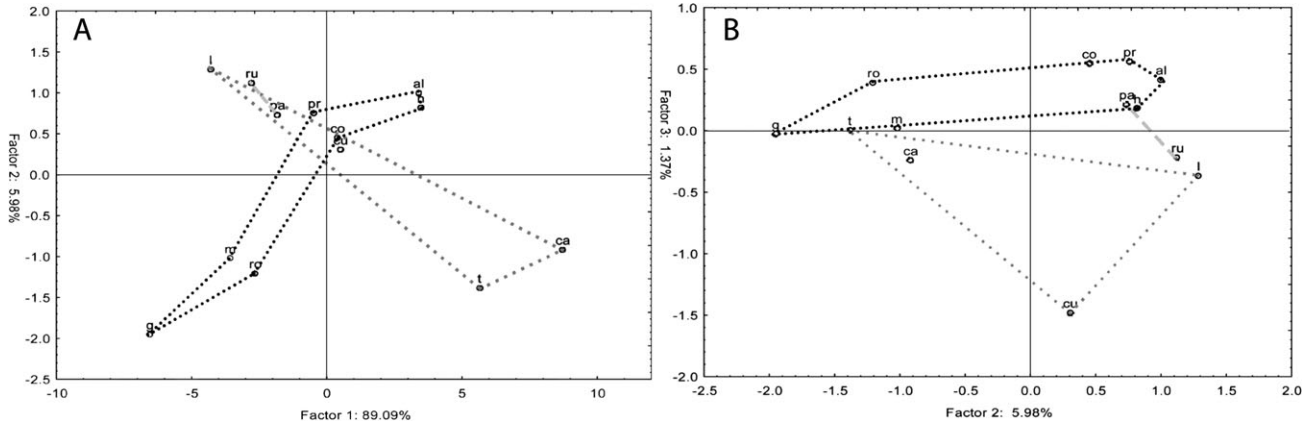 A
2.0
1.5
1.0
0.5
0.0
-0.5
-1.0
-1.5
-2.0
-2.5
Factor 2: 5.98%
l
ru
pa
pr
al
co
cu
ro
g
ca
t
-10
-5
0
5
10
Factor 1: 89.09%
B
1.0
0.5
0.0
-0.5
-1.0
-1.5
-2.0
Factor 3: 1.37%
ro
co
pr
al
pa
n
g
t
m
ca
ru
l
cu
-2.5
-2.0
-1.5
-1.0
-0.5
0.0
0.5
1.0
1.5
2.0
Factor 2: 5.98%